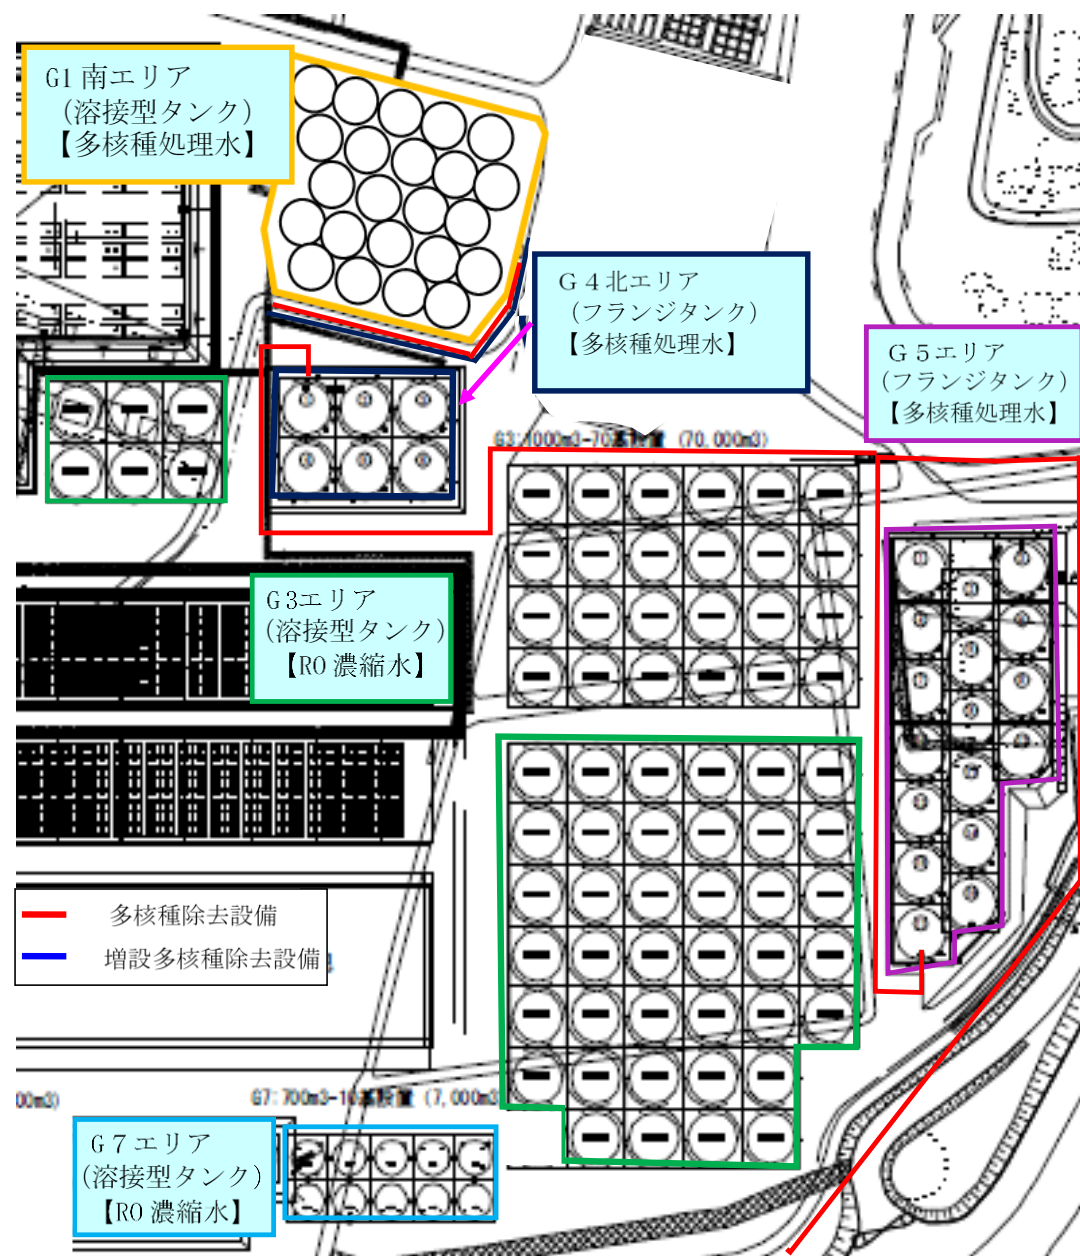 G1 南エリア
(溶接型タンク)
【多核種処理水】
G 4 北エリア
(フランジタンク)
【多核種処理水】
G 5エリア
(フランジタンク)
【多核種処理水】
G3:1000m3-70基設置 (70,000m3)
G3エリア
(溶接型タンク)
【RO 濃縮水】
多核種除去設備
増設多核種除去設備
00m3)
G7:700m3-10基設置 (7,000m3
G 7 エリア
(溶接型タンク)
【RO 濃縮水】